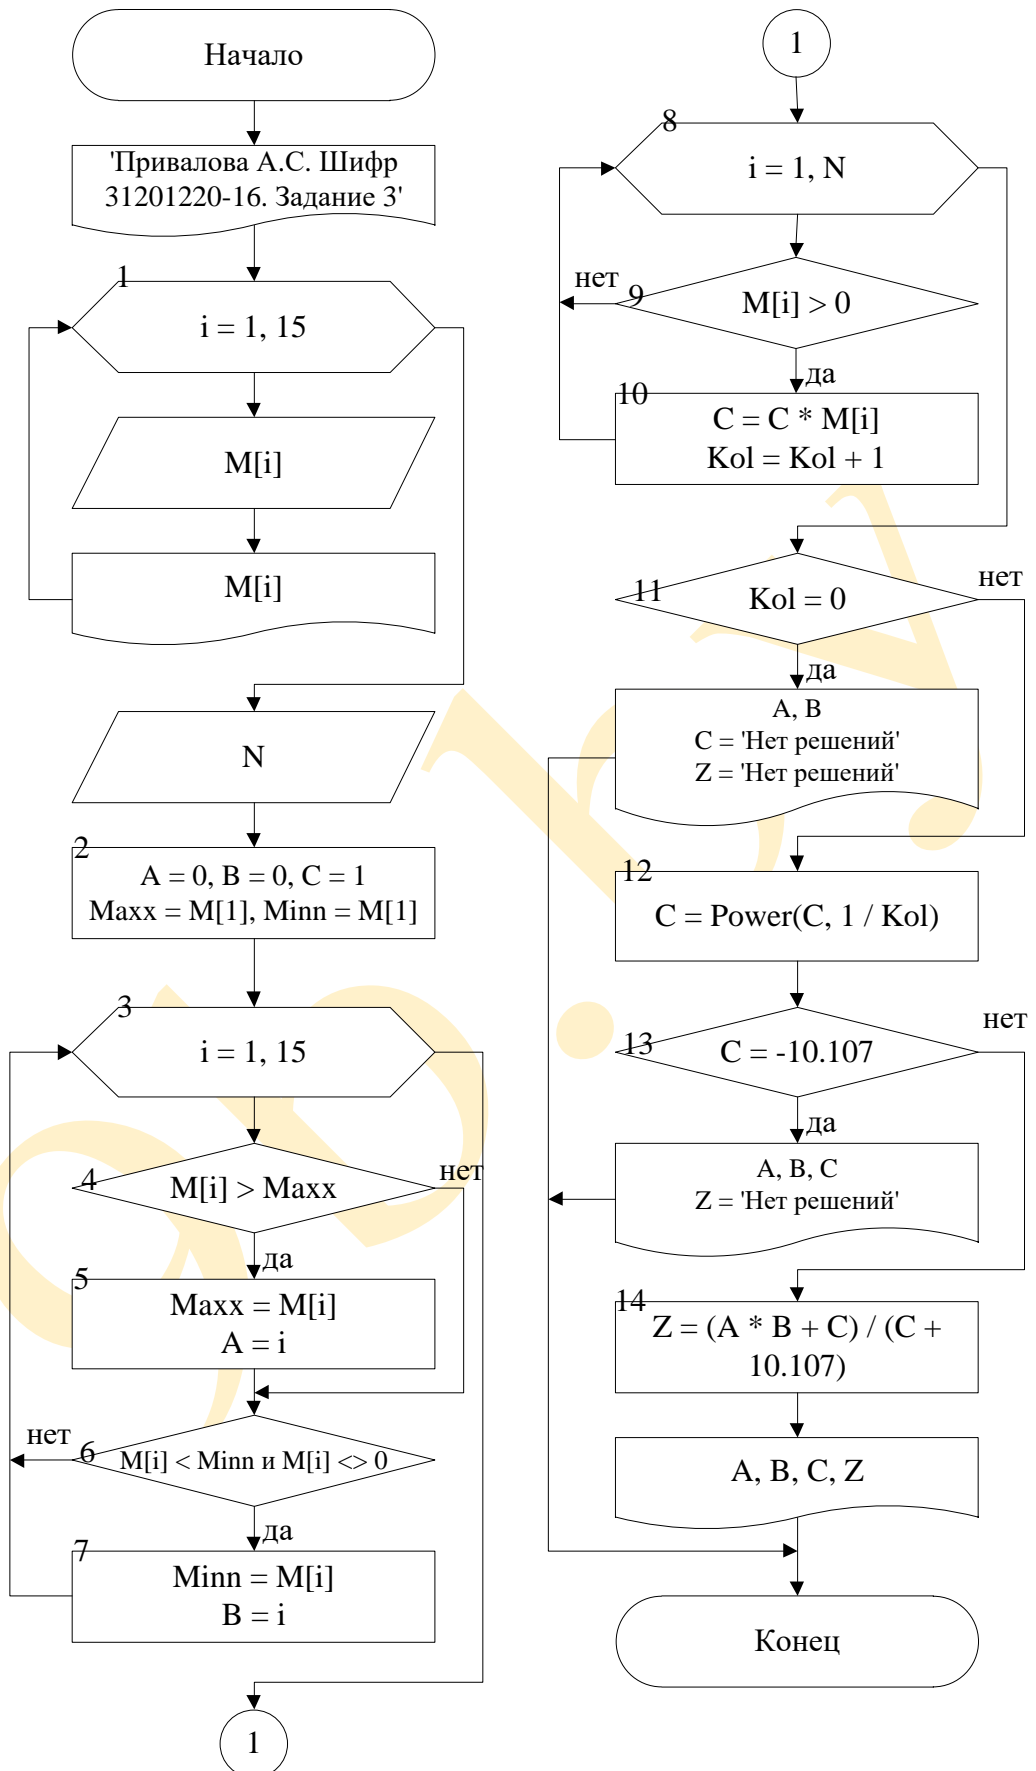 Начало
'Привалова А.С. Шифр
31201220-16. Задание 3'
1
i = 1, 15
M[i]
M[i]
N
2
A = 0, B = 0, C = 1
Maxx = M[1], Minn = M[1]
3
i = 1, 15
4
M[i] > Maxx
нет
да
5
Maxx = M[i]
A = i
нет
6
M[i] < Minn и M[i] <> 0
да
7
Minn = M[i]
B = i
1
1
8
i = 1, N
нет
9
M[i] > 0
да
10
C = C * M[i]
Kol = Kol + 1
11
Kol = 0
нет
да
A, B
C = 'Нет решений'
Z = 'Нет решений'
12
C = Power(C, 1 / Kol)
13
C = -10.107
нет
да
A, B, C
Z = 'Нет решений'
14
Z = (A * B + C) / (C +
10.107)
A, B, C, Z
Конец